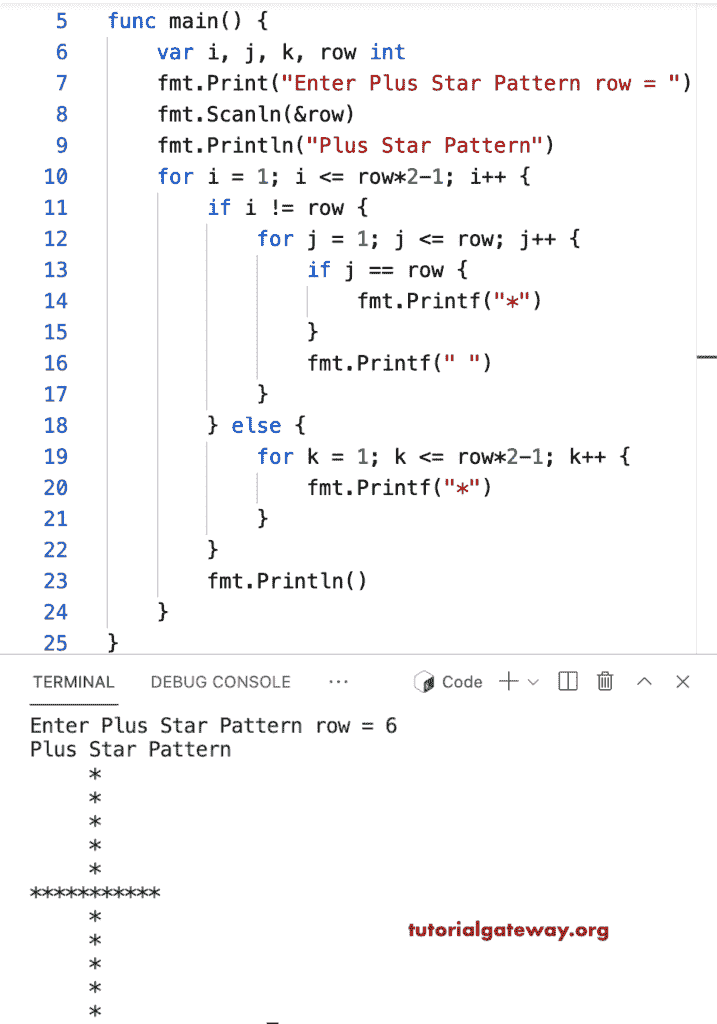 5 func main() {
6     var i, j, k, row int
7     fmt.Print("Enter Plus Star Pattern row = ")
8     fmt.Scanln(&row)
9     fmt.Println("Plus Star Pattern")
10     for i = 1; i <= row*2-1; i++ {
11         if i != row {
12             for j = 1; j <= row; j++ {
13                 if j == row {
14                     fmt.Printf("*")
15                 }
16                 fmt.Printf(" ")
17             }
18         } else {
19             for k = 1; k <= row*2-1; k++ {
20                 fmt.Printf("*")
21             }
22         }
23         fmt.Println()
24     }
25 }
TERMINAL DEBUG CONSOLE ··· Code
Enter Plus Star Pattern row = 6
Plus Star Pattern
     *
     *
     *
     *
     *
***********
     *
     *
tutorialgateway.org
     *
     *
     *